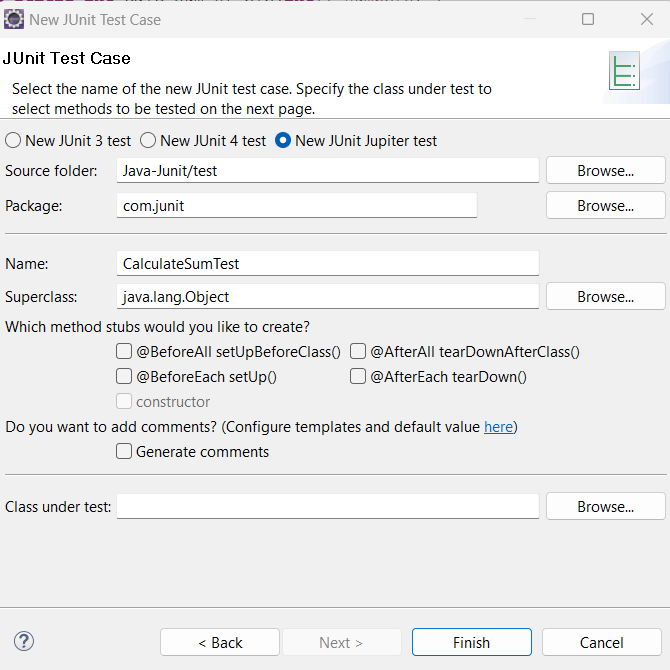 New JUnit Test Case
JUnit Test Case
Select the name of the new JUnit test case. Specify the class under test to
select methods to be tested on the next page.
New JUnit 3 test New JUnit 4 test New JUnit Jupiter test
Source folder: Java-Junit/test Browse...
Package: com.junit Browse...
Name: CalculateSumTest
Superclass: java.lang.Object Browse...
Which method stubs would you like to create?
@BeforeAll setUpBeforeClass() @AfterAll tearDownAfterClass()
@BeforeEach setUp() @AfterEach tearDown()
constructor
Do you want to add comments? (Configure templates and default value here)
Generate comments
Class under test: Browse...
? < Back Next > Finish Cancel